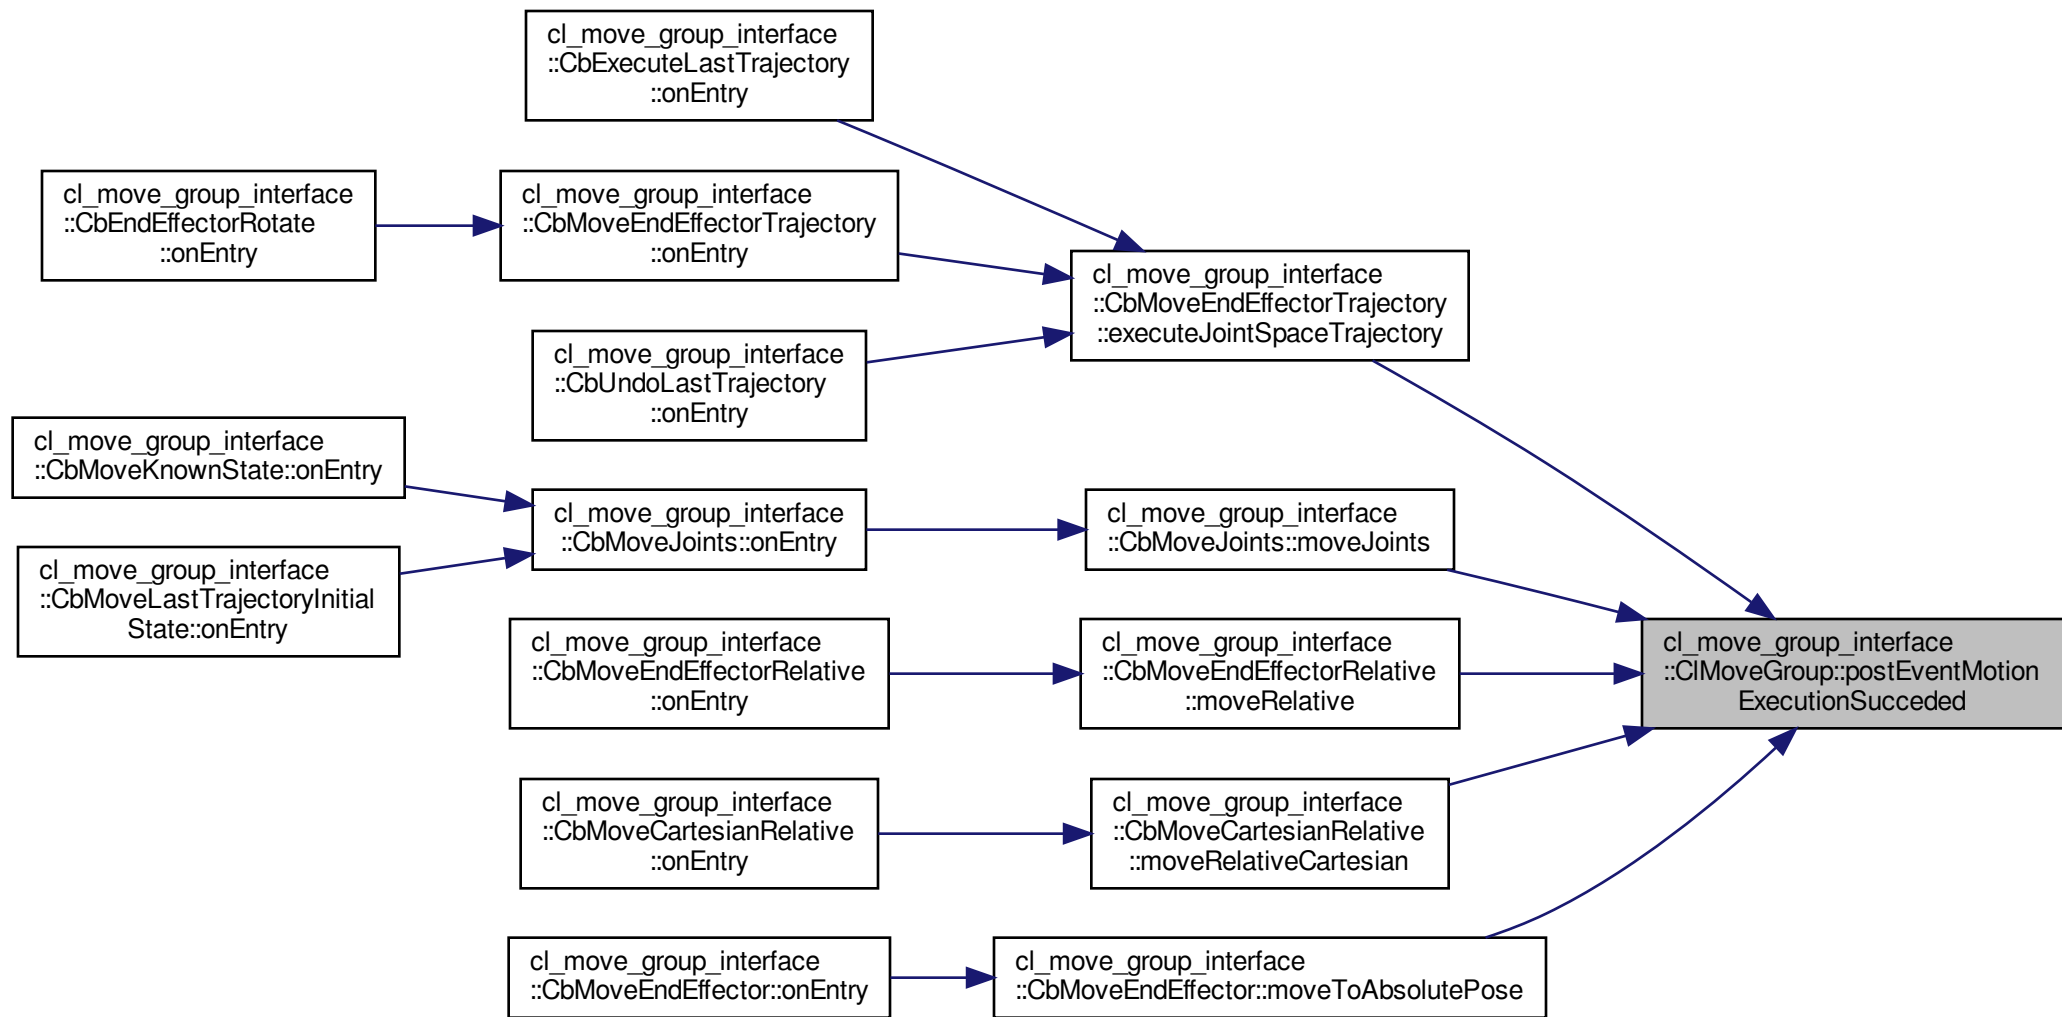 cl_move_group_interface
::CbExecuteLastTrajectory
::onEntry
cl_move_group_interface
::CbEndEffectorRotate
::onEntry
cl_move_group_interface
::CbMoveEndEffectorTrajectory
::onEntry
cl_move_group_interface
::CbMoveEndEffectorTrajectory
::executeJointSpaceTrajectory
cl_move_group_interface
::CbUndoLastTrajectory
::onEntry
cl_move_group_interface
::CbMoveKnownState::onEntry
cl_move_group_interface
::CbMoveJoints::onEntry
cl_move_group_interface
::CbMoveJoints::moveJoints
cl_move_group_interface
::CbMoveLastTrajectoryInitial
State::onEntry
cl_move_group_interface
::CbMoveEndEffectorRelative
::onEntry
cl_move_group_interface
::CbMoveEndEffectorRelative
::moveRelative
cl_move_group_interface
::ClMoveGroup::postEventMotion
ExecutionSucceded
cl_move_group_interface
::CbMoveCartesianRelative
::onEntry
cl_move_group_interface
::CbMoveCartesianRelative
::moveRelativeCartesian
cl_move_group_interface
::CbMoveEndEffector::onEntry
cl_move_group_interface
::CbMoveEndEffector::moveToAbsolutePose